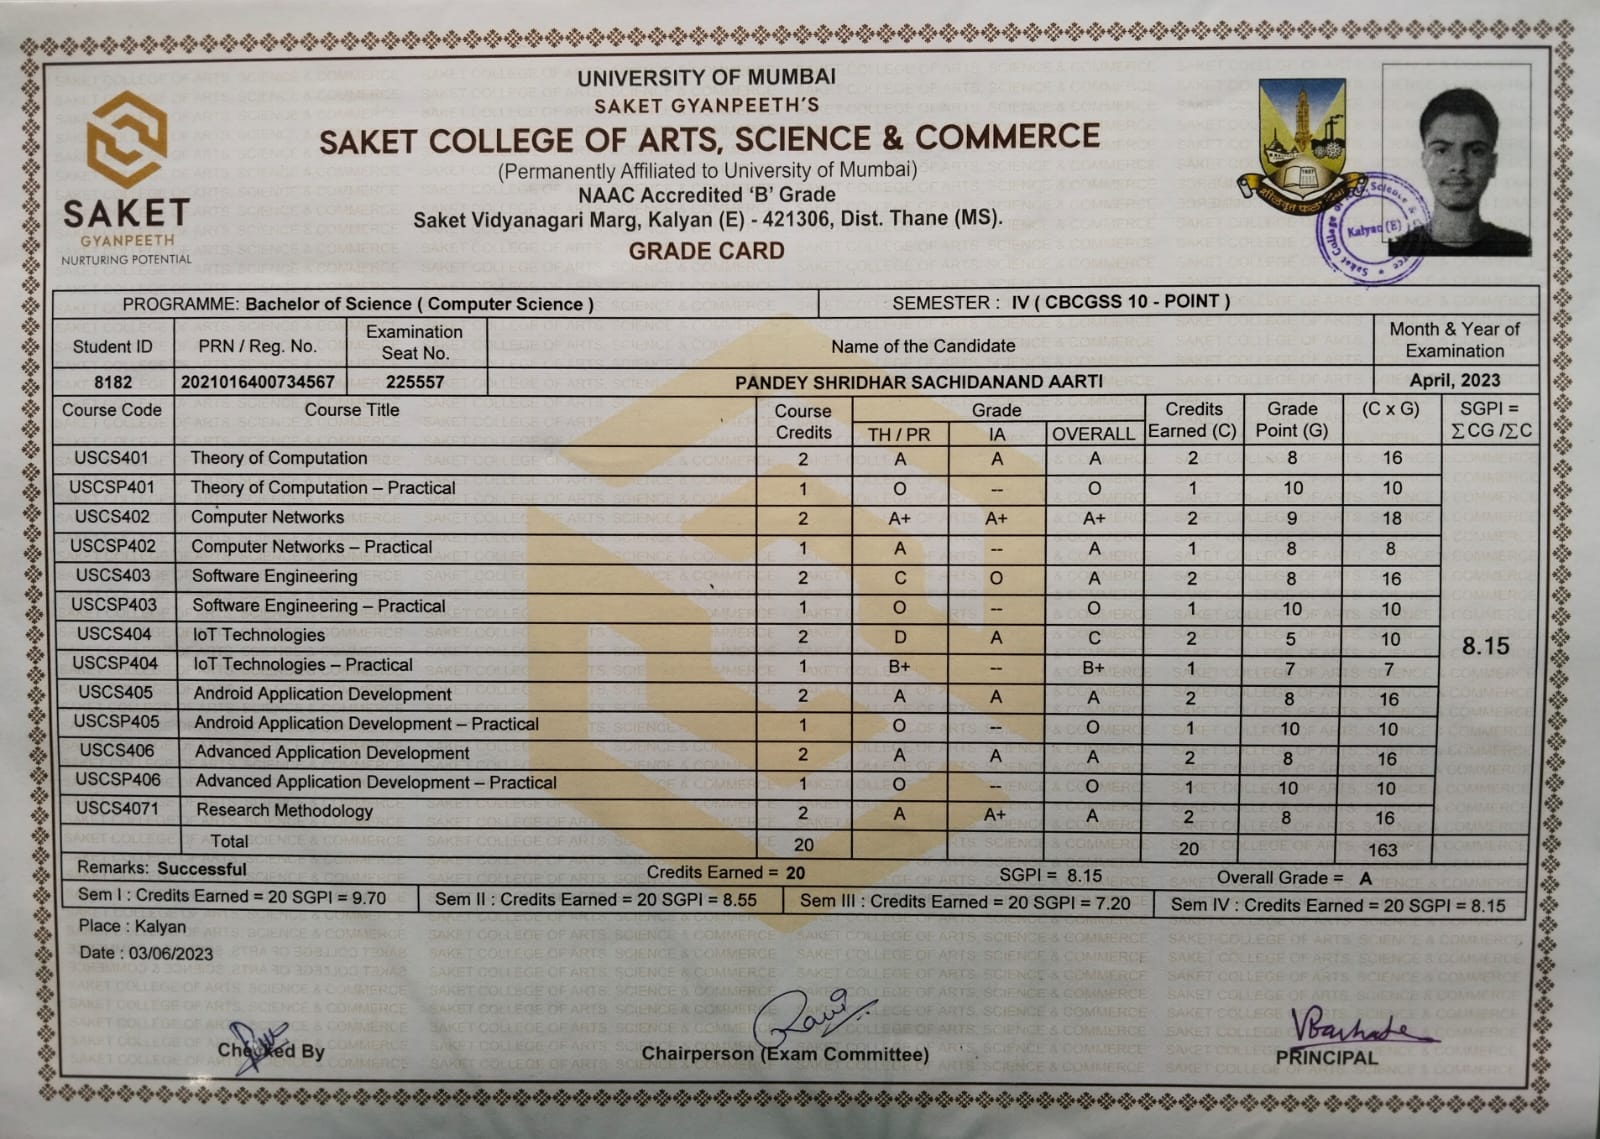 UNIVERSITY OF MUMBAI
SAKET GYANPEETH'S
SAKET COLLEGE OF ARTS, SCIENCE & COMMERCE
(Permanently Affiliated to University of Mumbai)
NAAC Accredited 'B' Grade
Saket Vidyanagari Marg, Kalyan (E) - 421306, Dist. Thane (MS).
GRADE CARD
SAKET
GYANPEETH
NURTURING POTENTIAL
Kalyan (E)
PROGRAMME: Bachelor of Science ( Computer Science ) SEMESTER : IV ( CBCGSS 10 - POINT )
Student ID PRN / Reg. No. Examination Seat No. Name of the Candidate Month & Year of Examination
8182 2021016400734567 225557 PANDEY SHRIDHAR SACHIDANAND AARTI April, 2023
Course Code Course Title Course Credits Grade Credits Earned (C) Grade Point (G) (C x G) SGPI = ∑CG /∑C
TH / PR IA OVERALL
USCS401 Theory of Computation 2 A A A 2 8 16
USCSP401 Theory of Computation – Practical 1 O -- O 1 10 10
USCS402 Computer Networks 2 A+ A+ A+ 2 9 18
USCSP402 Computer Networks – Practical 1 A -- A 1 8 8
USCS403 Software Engineering 2 C O A 2 8 16
USCSP403 Software Engineering – Practical 1 O -- O 1 10 10
USCS404 IoT Technologies 2 D A C 2 5 10
8.15
USCSP404 IoT Technologies – Practical 1 B+ -- B+ 1 7 7
USCS405 Android Application Development 2 A A A 2 8 16
USCSP405 Android Application Development – Practical 1 O -- O 1 10 10
USCS406 Advanced Application Development 2 A A A 2 8 16
USCSP406 Advanced Application Development – Practical 1 O -- O 1 10 10
USCS4071 Research Methodology 2 A A+ A 2 8 16
Total 20 20 163
Remarks: Successful Credits Earned = 20 SGPI = 8.15 Overall Grade = A
Sem I : Credits Earned = 20 SGPI = 9.70 Sem II : Credits Earned = 20 SGPI = 8.55 Sem III : Credits Earned = 20 SGPI = 7.20 Sem IV : Credits Earned = 20 SGPI = 8.15
Place : Kalyan
Date : 03/06/2023
Checked By Chairperson (Exam Committee) PRINCIPAL